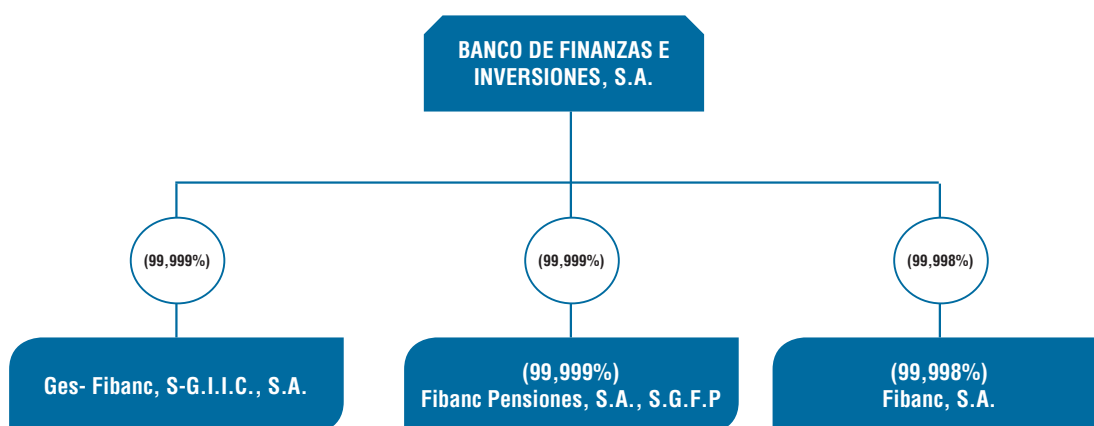 BANCO DE FINANZAS E
INVERSIONES, S.A.
(99,999%)
(99,999%)
(99,998%)
Ges- Fibanc, S-G.I.I.C., S.A.
(99,999%)
Fibanc Pensiones, S.A., S.G.F.P
(99,998%)
Fibanc, S.A.